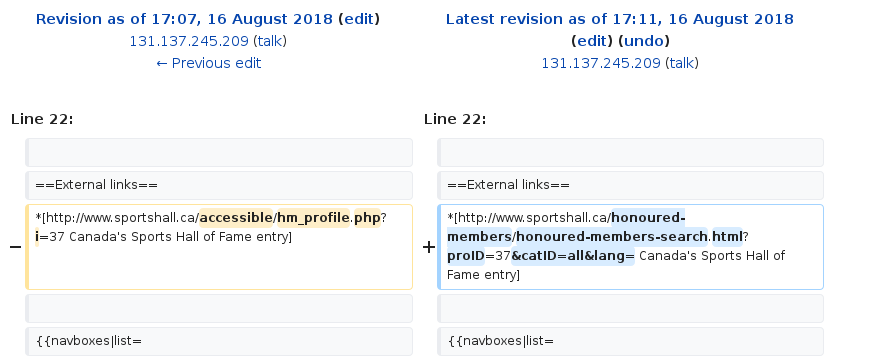 Revision as of 17:07, 16 August 2018 (edit)
131.137.245.209 (talk)
← Previous edit
Latest revision as of 17:11, 16 August 2018
(edit) (undo)
131.137.245.209 (talk)
Line 22:
Line 22:
==External links==
==External links==
− *[http://www.sportshall.ca/accessible/hm_profile.php?
i=37 Canada's Sports Hall of Fame entry]
+ *[http://www.sportshall.ca/honoured-
members/honoured-members-search.html?
proID=37&catID=all&lang= Canada's Sports Hall of
Fame entry]
{{navboxes|list=
{{navboxes|list=